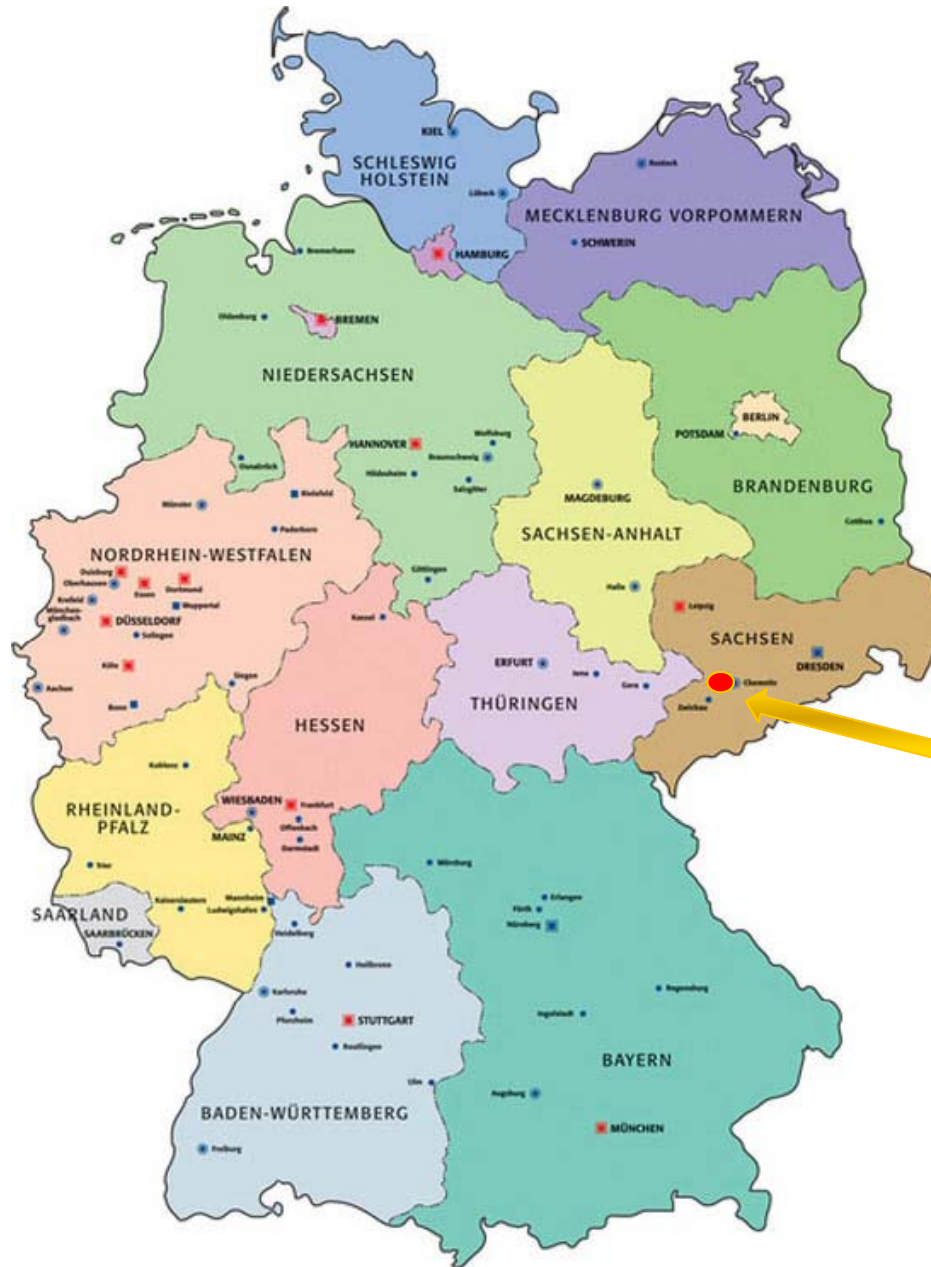 KIEL
SCHLESWIG
HOLSTEIN
Rostock
Lübeck
MECKLENBURG VORPOMMERN
SCHWERIN
Bremerhaven
HAMBURG
Oldenburg
BREMEN
NIEDERSACHSEN
BERLIN
POTSDAM
HANNOVER
Wolfsburg
Braunschweig
Osnabrück
Hildesheim
Salzgitter
BRANDENBURG
Bielefeld
MAGDEBURG
Münster
Cottbus
Paderborn
SACHSEN-ANHALT
NORDRHEIN-WESTFALEN
Göttingen
Duisburg
Oberhausen
Essen
Dortmund
Halle
Krefeld
Wuppertal
Leipzig
Mönchen-
gladbach
Kassel
DÜSSELDORF
Solingen
SACHSEN
DRESDEN
Köln
ERFURT
Jena
Gera
Aachen
Siegen
Chemnitz
THÜRINGEN
Zwickau
Bonn
HESSEN
Koblenz
WIESBADEN
Frankfurt
RHEINLAND-
PFALZ
Offenbach
MAINZ
Darmstadt
Trier
Würzburg
Kaiserslautern
Mannheim
Ludwigshafen
Erlangen
Fürth
SAARLAND
Nürnberg
SAARBRÜCKEN
Heidelberg
Heilbronn
Karlsruhe
Regensburg
Pforzheim
STUTTGART
Ingolstadt
Reutlingen
BAYERN
Ulm
Augsburg
BADEN-WÜRTTEMBERG
MÜNCHEN
Freiburg